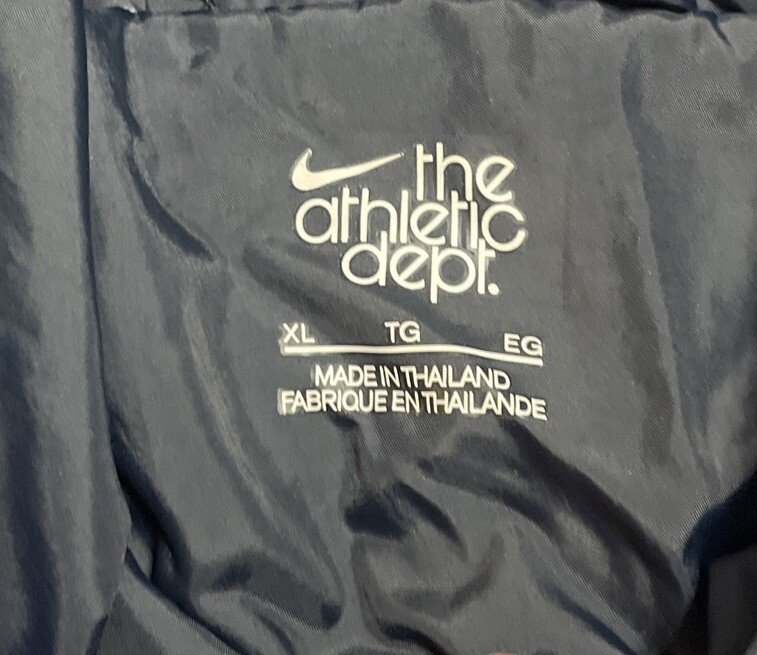 the
athletic
dept.
XL TG EG
MADE IN THAILAND
FABRIQUE EN THAILANDE